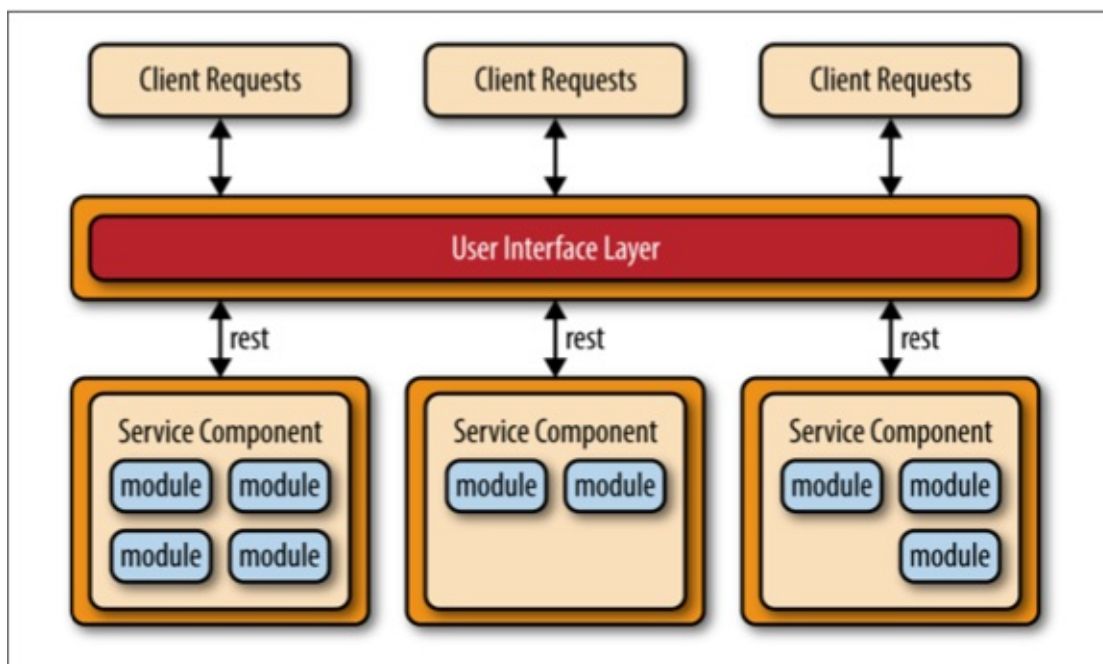 Client Requests
Client Requests
Client Requests
User Interface Layer
rest
rest
rest
Service Component
module
module
module
module
Service Component
module
module
Service Component
module
module
module